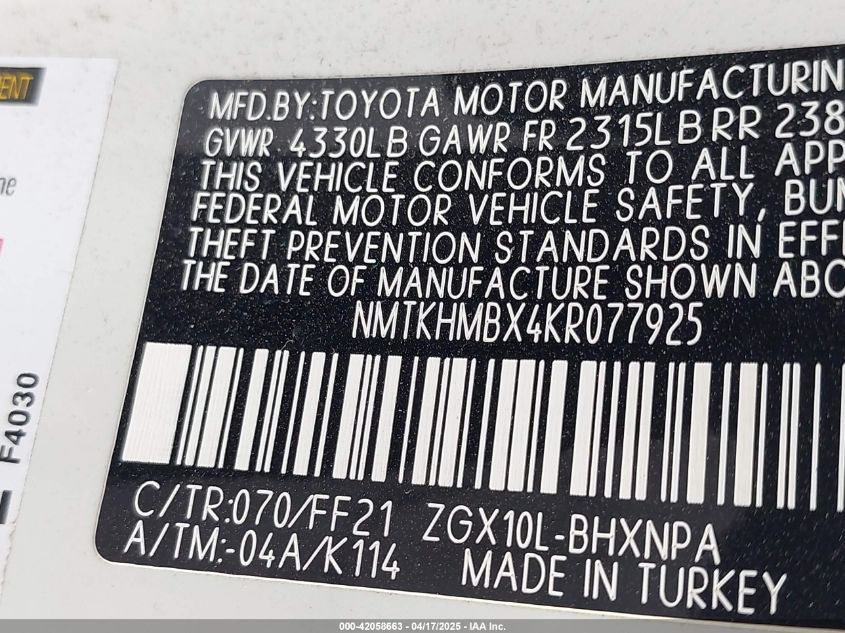 MFD.BY:TOYOTA MOTOR MANUFACTURIN
GVWR 4330LB GAWR FR 2315LB RR 238
THIS VEHICLE CONFORMS TO ALL APP
FEDERAL MOTOR VEHICLE SAFETY, BUM
THEFT PREVENTION STANDARDS IN EFF
THE DATE OF MANUFACTURE SHOWN ABO
NMTKHMBX4KR077925
C/TR:070/FF21 ZGX10L-BHXNPA
A/TM:-04A/K114 MADE IN TURKEY
F4030
000-42058663 - 04/17/2025 - IAA Inc.